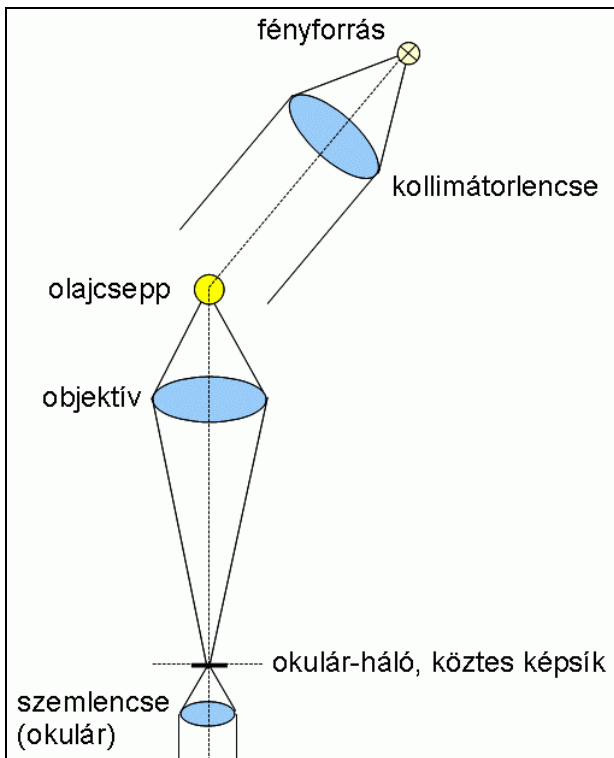 fényforrás
kollimátorlencse
olajcsepp
objektív
okulár-háló, köztes képsík
szemlencse
(okulár)